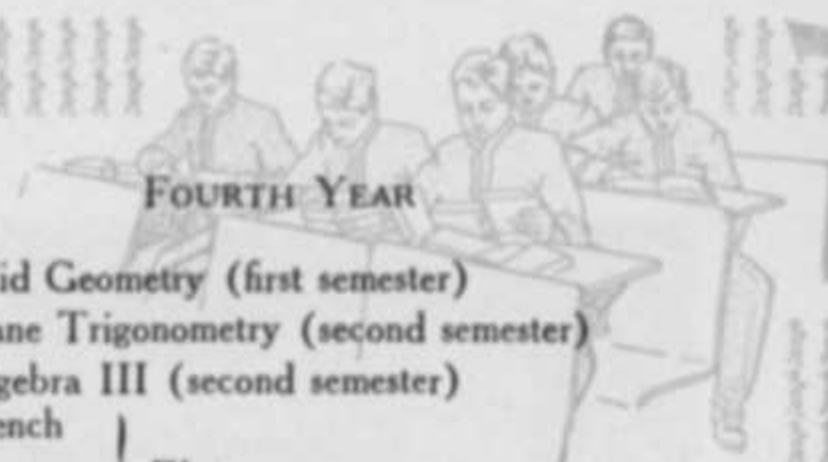 FOURTH YEAR
id Geometry (first semester)
ane Trigonometry (second semester)
gebra III (second semester)
ench